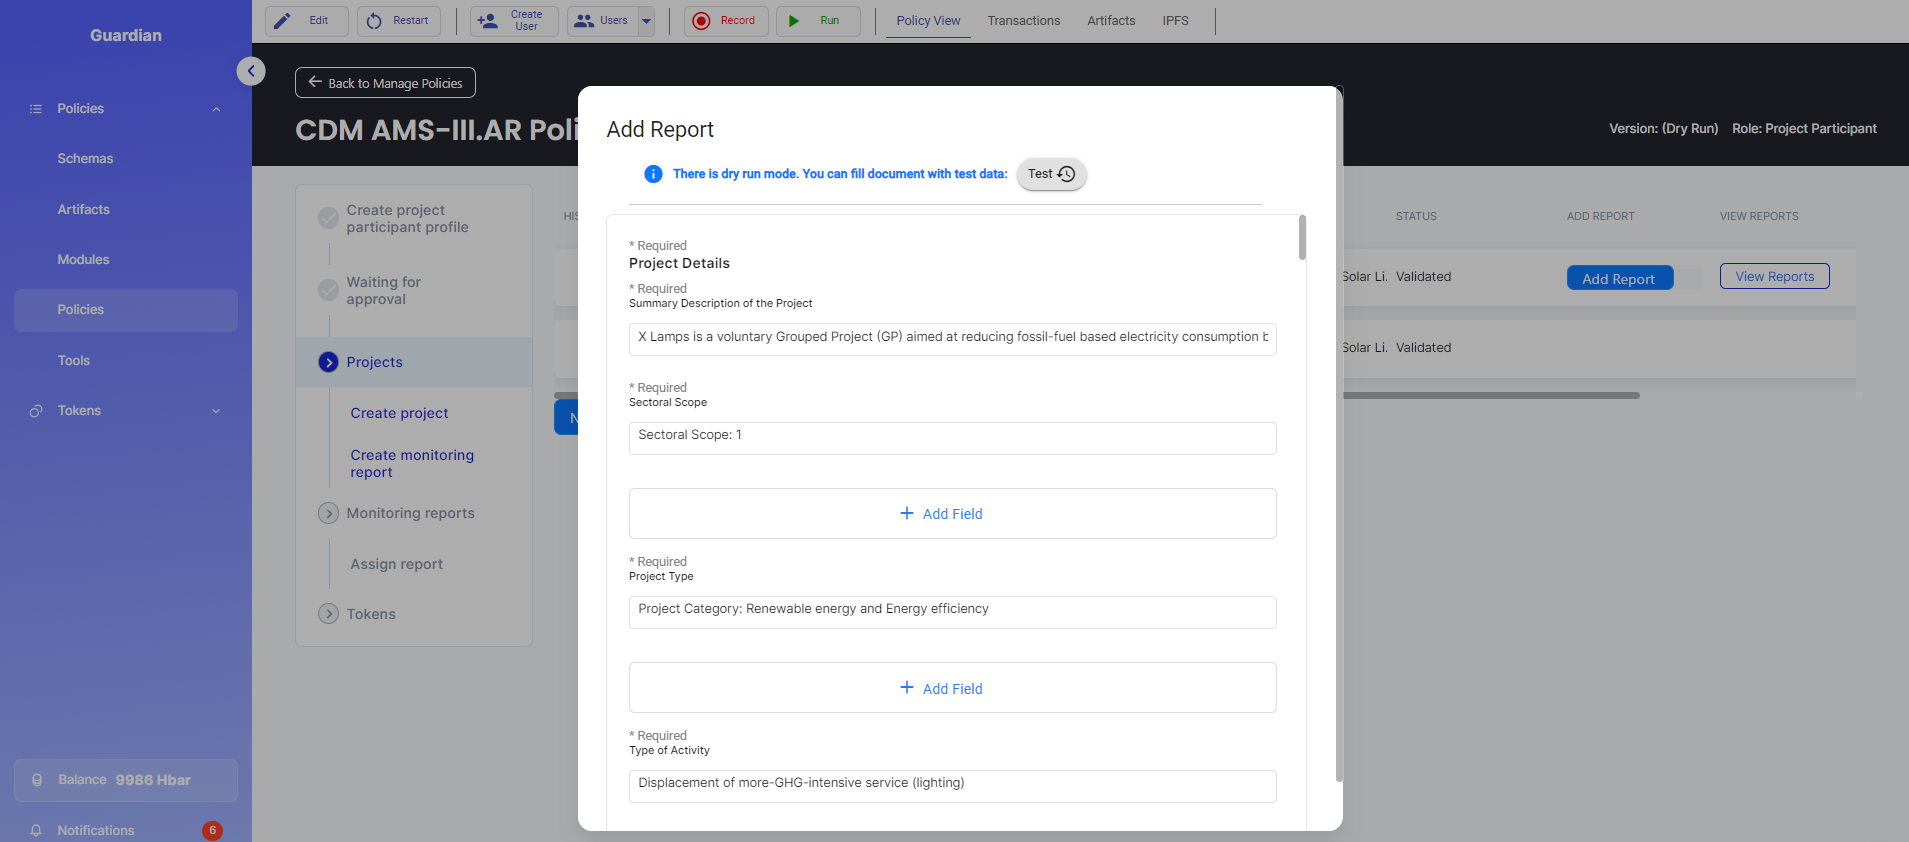 Guardian
Policies
Schemas
Artifacts
Modules
Policies
Tools
Tokens
Balance 9986 Hbar
Notifications 6
Edit
Restart
Create
User
Users
Record
Run
Policy View
Transactions
Artifacts
IPFS
Back to Manage Policies
CDM AMS-III.AR Poli
Version: (Dry Run) Role: Project Participant
Create project
participant profile
Waiting for
approval
Projects
Create project
Create monitoring
report
Monitoring reports
Assign report
Tokens
HIS
STATUS
ADD REPORT
VIEW REPORTS
Solar Li. Validated
Add Report
View Reports
Solar Li. Validated
N
Add Report
There is dry run mode. You can fill document with test data:
Test
* Required
Project Details
* Required
Summary Description of the Project
X Lamps is a voluntary Grouped Project (GP) aimed at reducing fossil-fuel based electricity consumption b
* Required
Sectoral Scope
Sectoral Scope: 1
+ Add Field
* Required
Project Type
Project Category: Renewable energy and Energy efficiency
+ Add Field
* Required
Type of Activity
Displacement of more-GHG-intensive service (lighting)